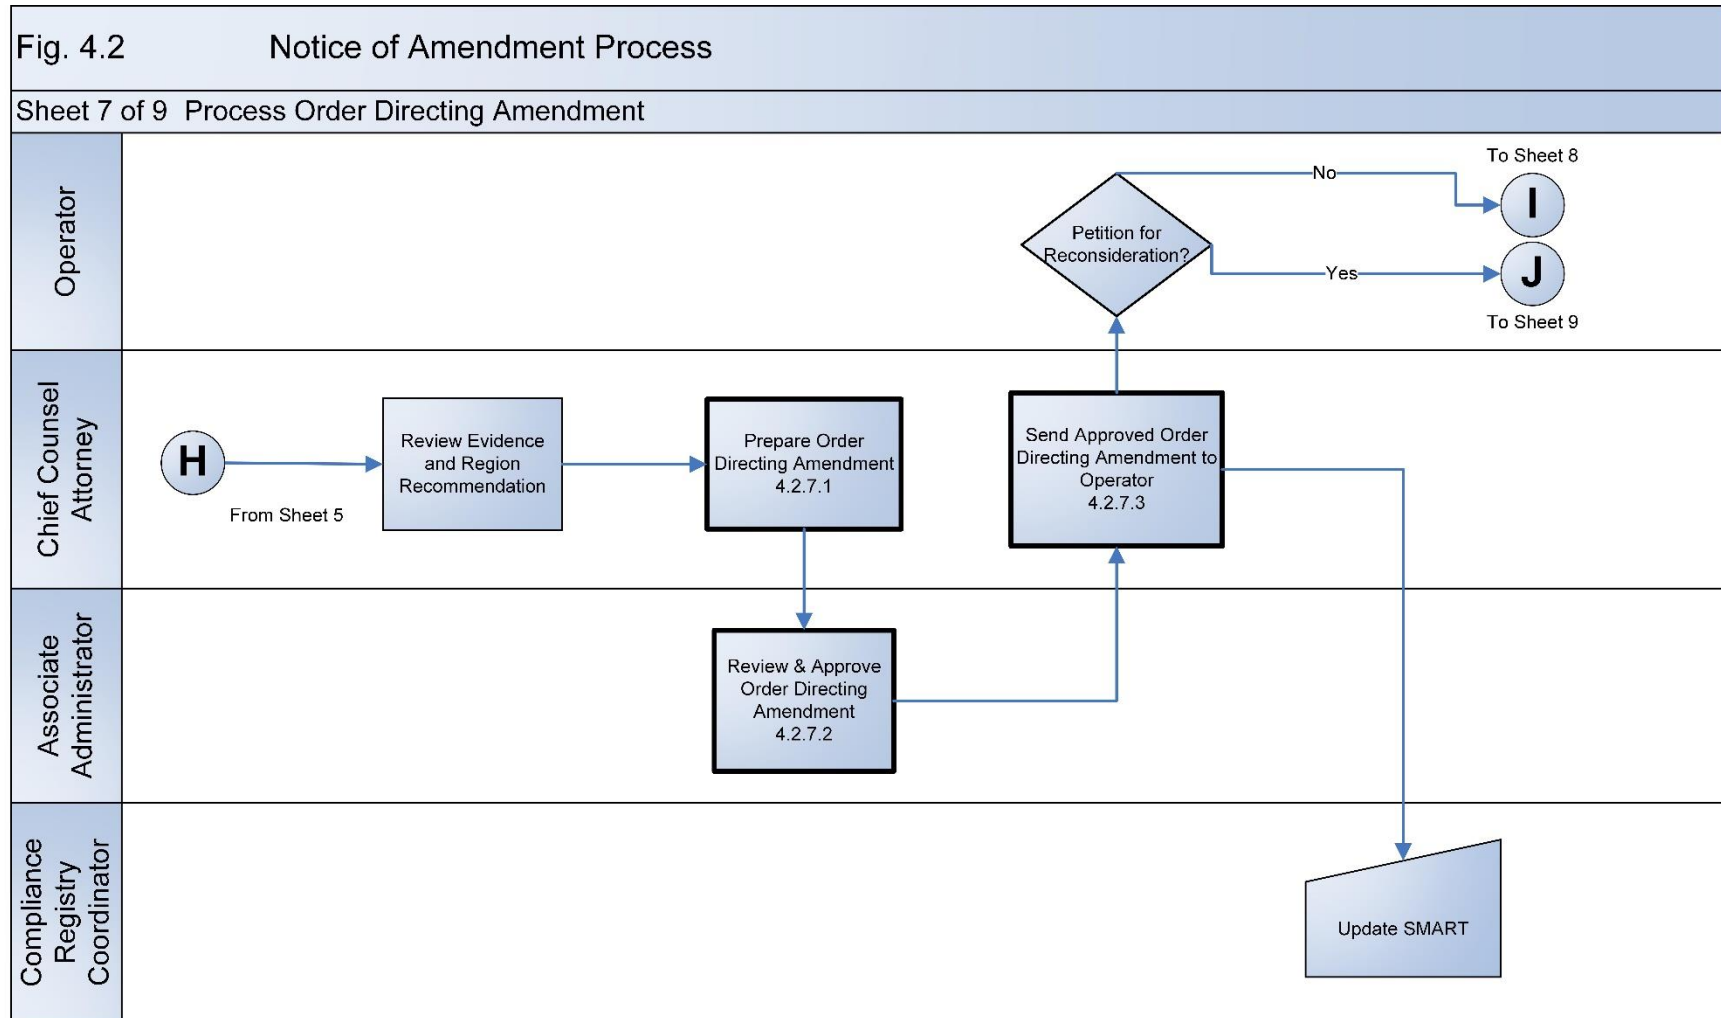 Fig. 4.2 Notice of Amendment Process
Sheet 7 of 9 Process Order Directing Amendment
Operator
To Sheet 8
No
I
Petition for
Reconsideration?
Yes
J
To Sheet 9
Chief Counsel
Attorney
H
From Sheet 5
Review Evidence
and Region
Recommendation
Prepare Order
Directing Amendment
4.2.7.1
Send Approved Order
Directing Amendment to
Operator
4.2.7.3
Associate
Administrator
Review & Approve
Order Directing
Amendment
4.2.7.2
Compliance
Registry
Coordinator
Update SMART